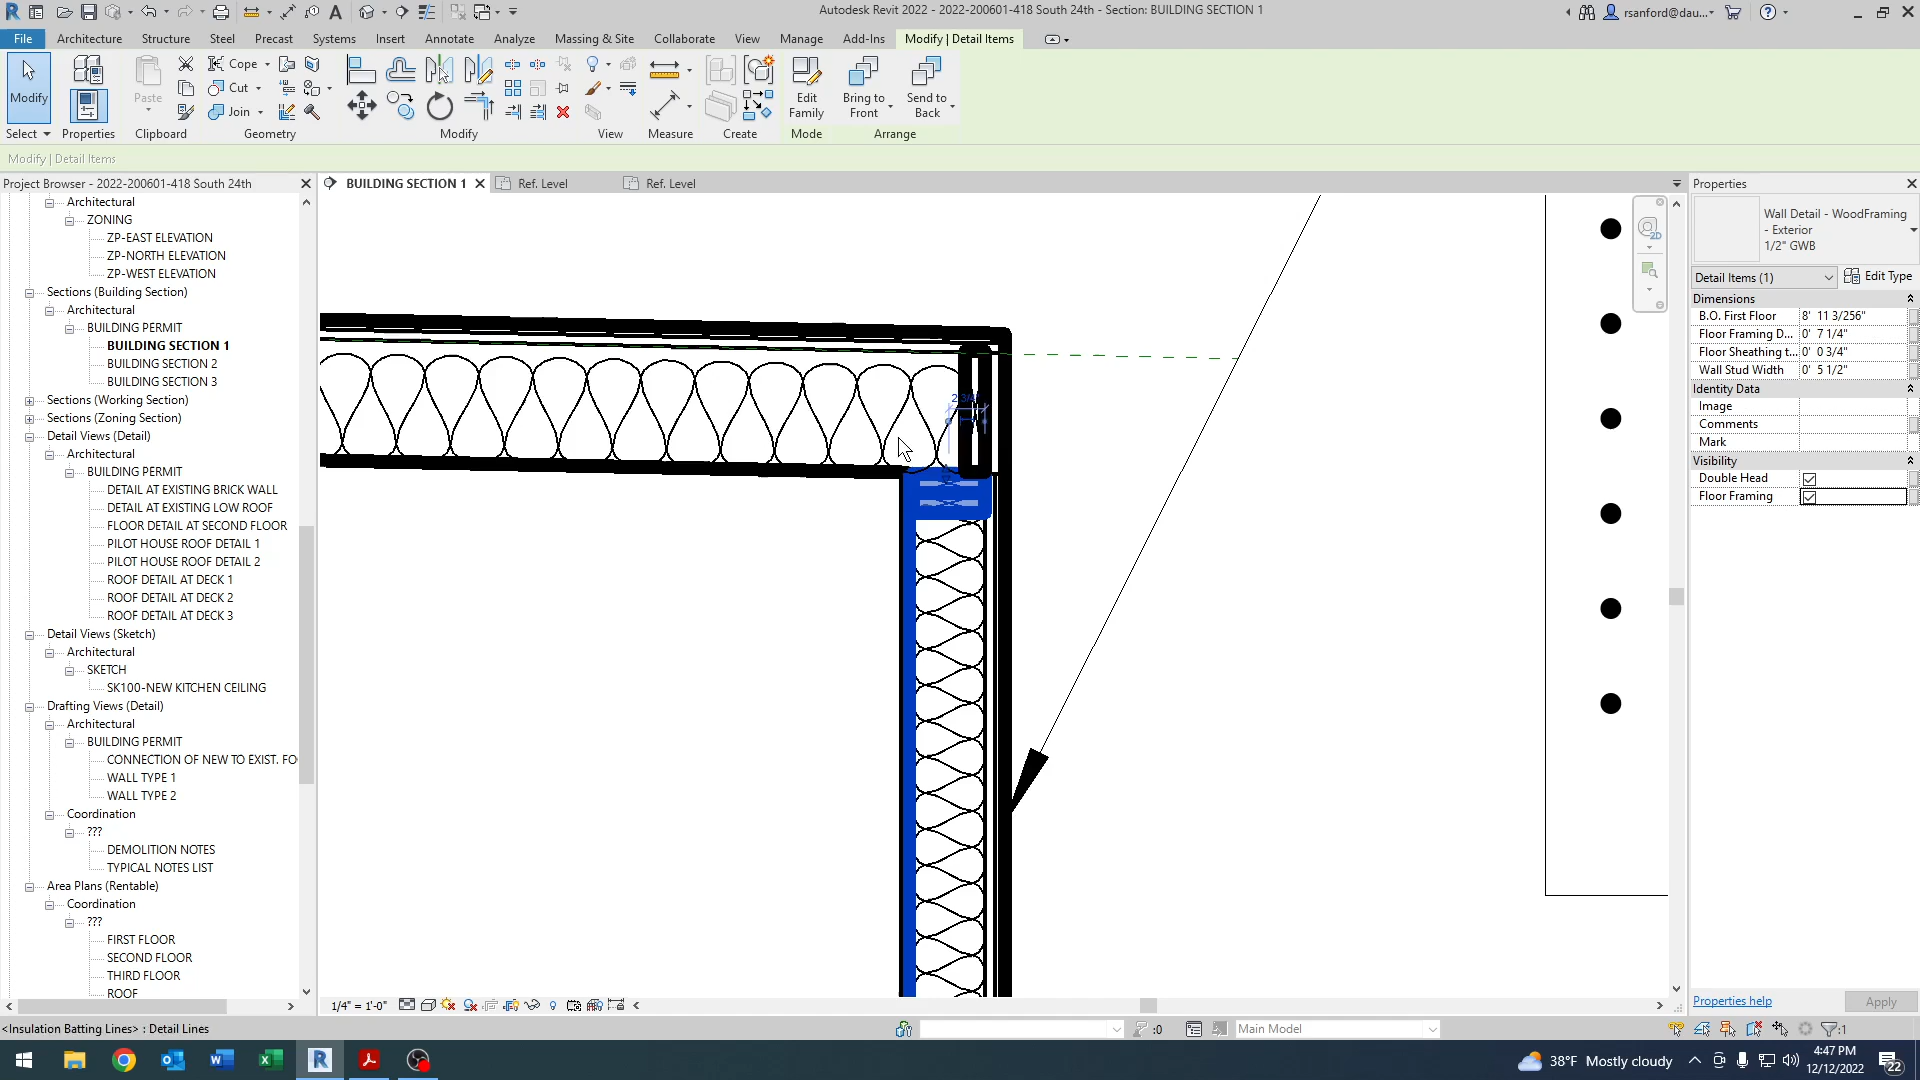 Autodesk Revit 2022 - 2022-200601-418 South 24th - Section: BUILDING SECTION 1
rsanford@dau...
File Architecture Structure Steel Precast Systems Insert Annotate Analyze Massing & Site Collaborate View Manage Add-Ins Modify | Detail Items
Modify Paste Cope Cut Join Edit Family Bring to Front Send to Back
Select Properties Clipboard Geometry Modify View Measure Create Mode Arrange
Modify | Detail Items
Project Browser - 2022-200601-418 South 24th
BUILDING SECTION 1 Ref. Level Ref. Level
Properties
Architectural
ZONING
ZP-EAST ELEVATION
ZP-NORTH ELEVATION
ZP-WEST ELEVATION
Sections (Building Section)
Architectural
BUILDING PERMIT
BUILDING SECTION 1
BUILDING SECTION 2
BUILDING SECTION 3
Sections (Working Section)
Sections (Zoning Section)
Detail Views (Detail)
Architectural
BUILDING PERMIT
DETAIL AT EXISTING BRICK WALL
DETAIL AT EXISTING LOW ROOF
FLOOR DETAIL AT SECOND FLOOR
PILOT HOUSE ROOF DETAIL 1
PILOT HOUSE ROOF DETAIL 2
ROOF DETAIL AT DECK 1
ROOF DETAIL AT DECK 2
ROOF DETAIL AT DECK 3
Detail Views (Sketch)
Architectural
SKETCH
SK100-NEW KITCHEN CEILING
Drafting Views (Detail)
Architectural
BUILDING PERMIT
CONNECTION OF NEW TO EXIST. FO
WALL TYPE 1
WALL TYPE 2
Coordination
???
DEMOLITION NOTES
TYPICAL NOTES LIST
Area Plans (Rentable)
Coordination
???
FIRST FLOOR
SECOND FLOOR
THIRD FLOOR
ROOF
2D
Wall Detail - WoodFraming
- Exterior
1/2" GWB
Detail Items (1) Edit Type
Dimensions
B.O. First Floor 8' 11 3/256"
Floor Framing D... 0' 7 1/4"
Floor Sheathing t... 0' 0 3/4"
Wall Stud Width 0' 5 1/2"
Identity Data
Image
Comments
Mark
Visibility
Double Head
Floor Framing
Properties help Apply
1/4" = 1'-0"
<Insulation Batting Lines> : Detail Lines :0 Main Model :1
38°F Mostly cloudy 4:47 PM
12/12/2022
22